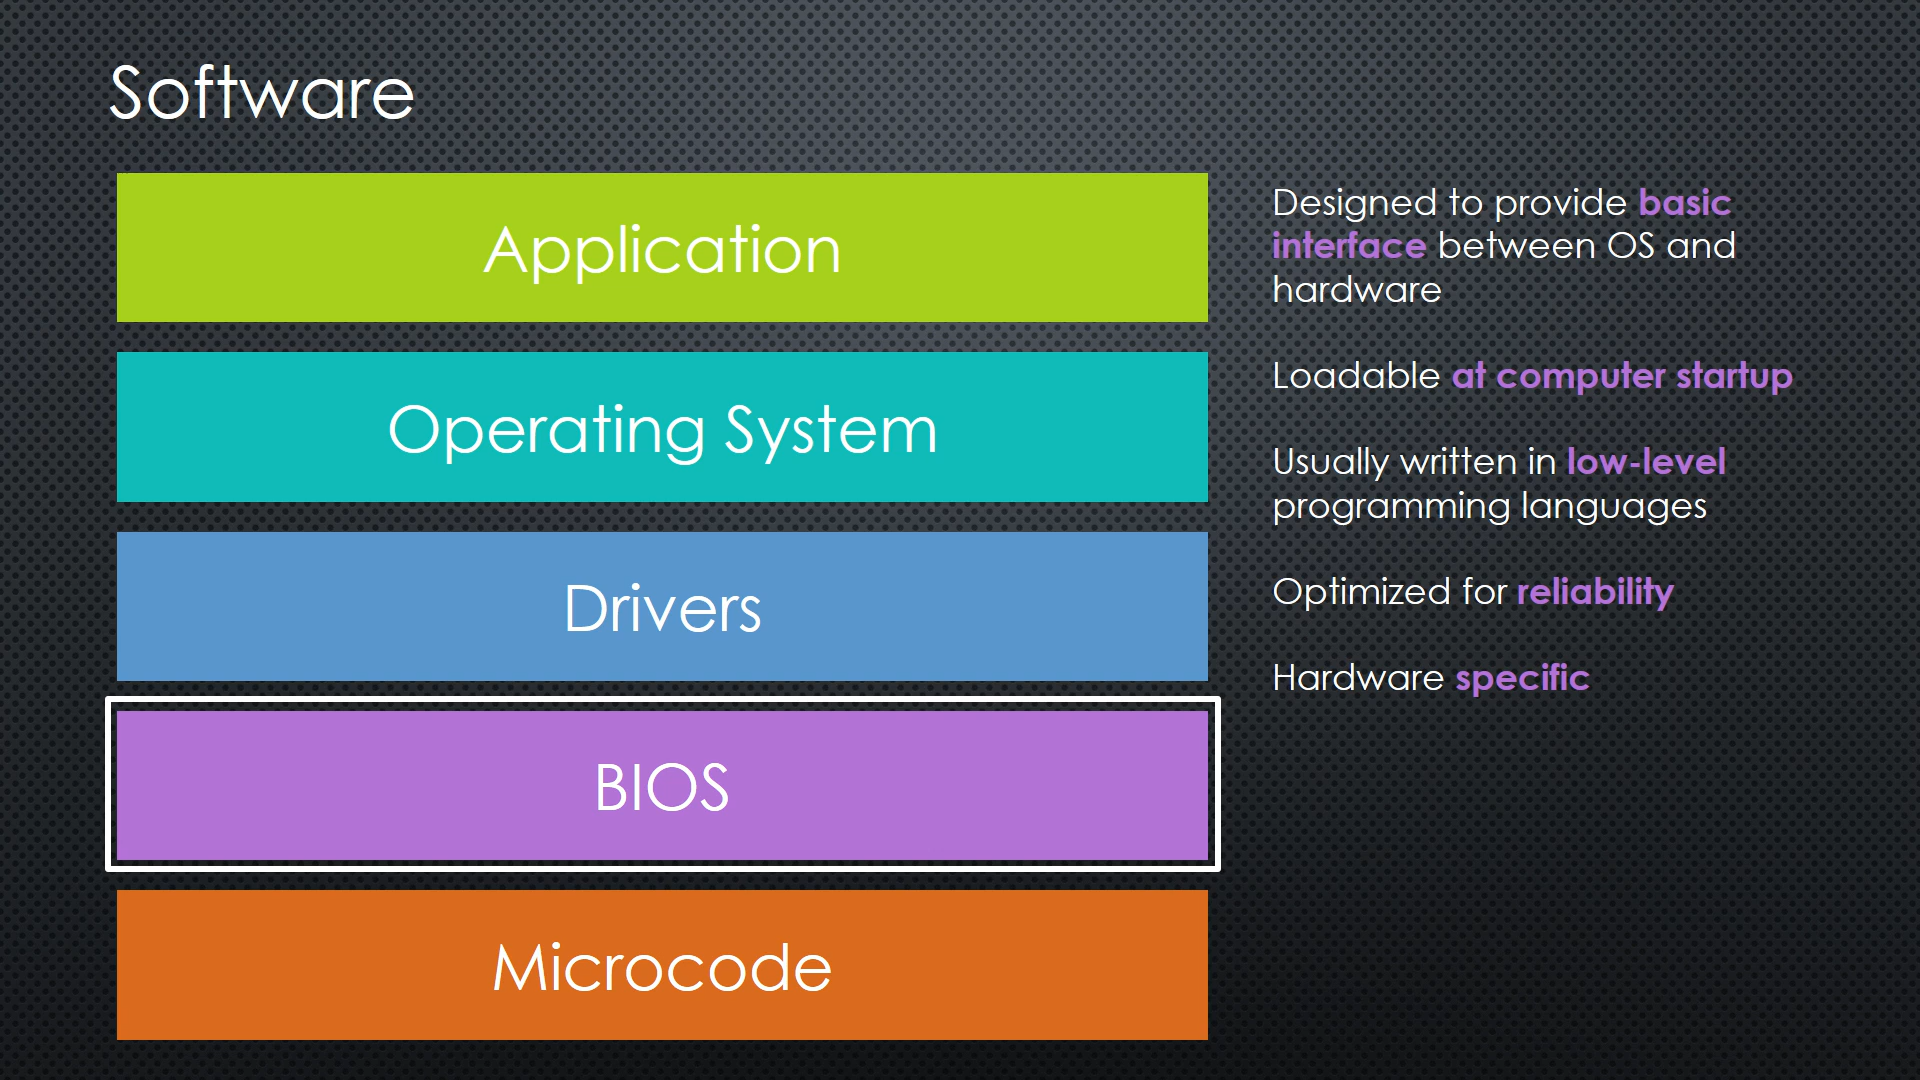 Software
Application
Operating System
Drivers
BIOS
Microcode
Designed to provide basic
interface between OS and
hardware
Loadable at computer startup
Usually written in low-level
programming languages
Optimized for reliability
Hardware specific